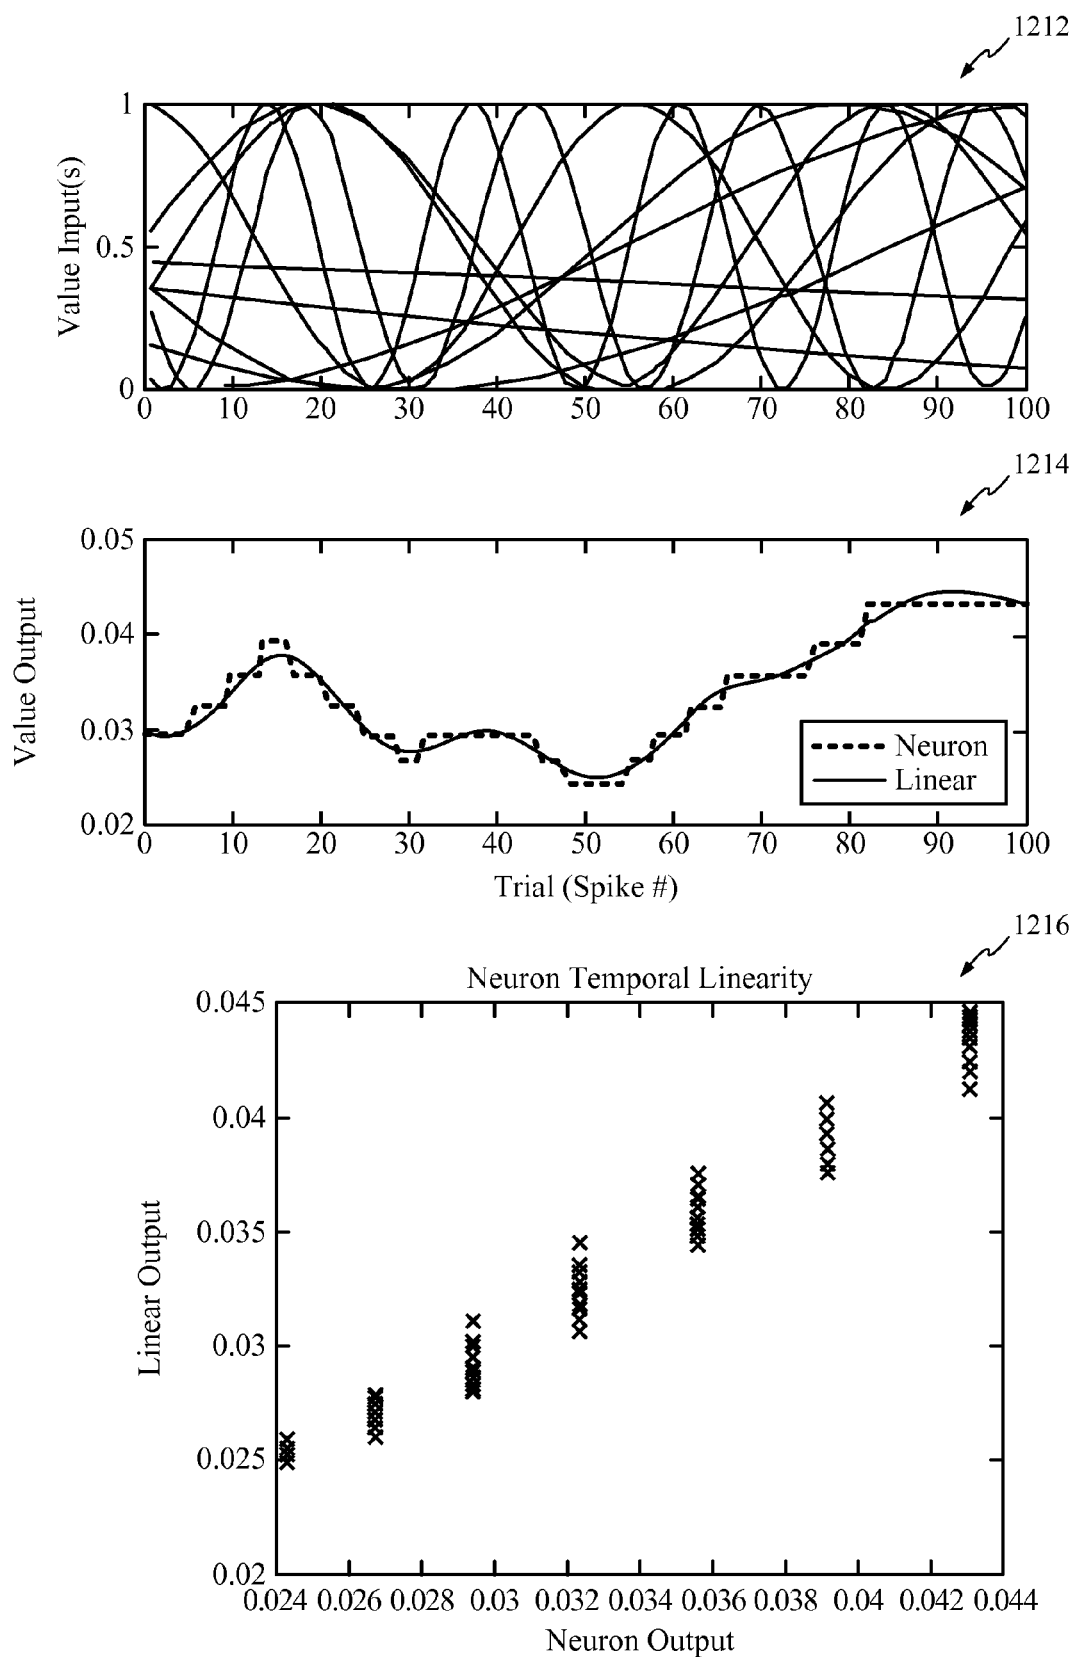 1212
1
0.5
0
Value Input(s)
0 10 20 30 40 50 60 70 80 90 100
1214
0.05
0.04
0.03
0.02
Value Output
Neuron
Linear
0 10 20 30 40 50 60 70 80 90 100
Trial (Spike #)
1216
Neuron Temporal Linearity
0.045
0.04
0.035
0.03
0.025
0.02
Linear Output
0.024 0.026 0.028 0.03 0.032 0.034 0.036 0.038 0.04 0.042 0.044
Neuron Output